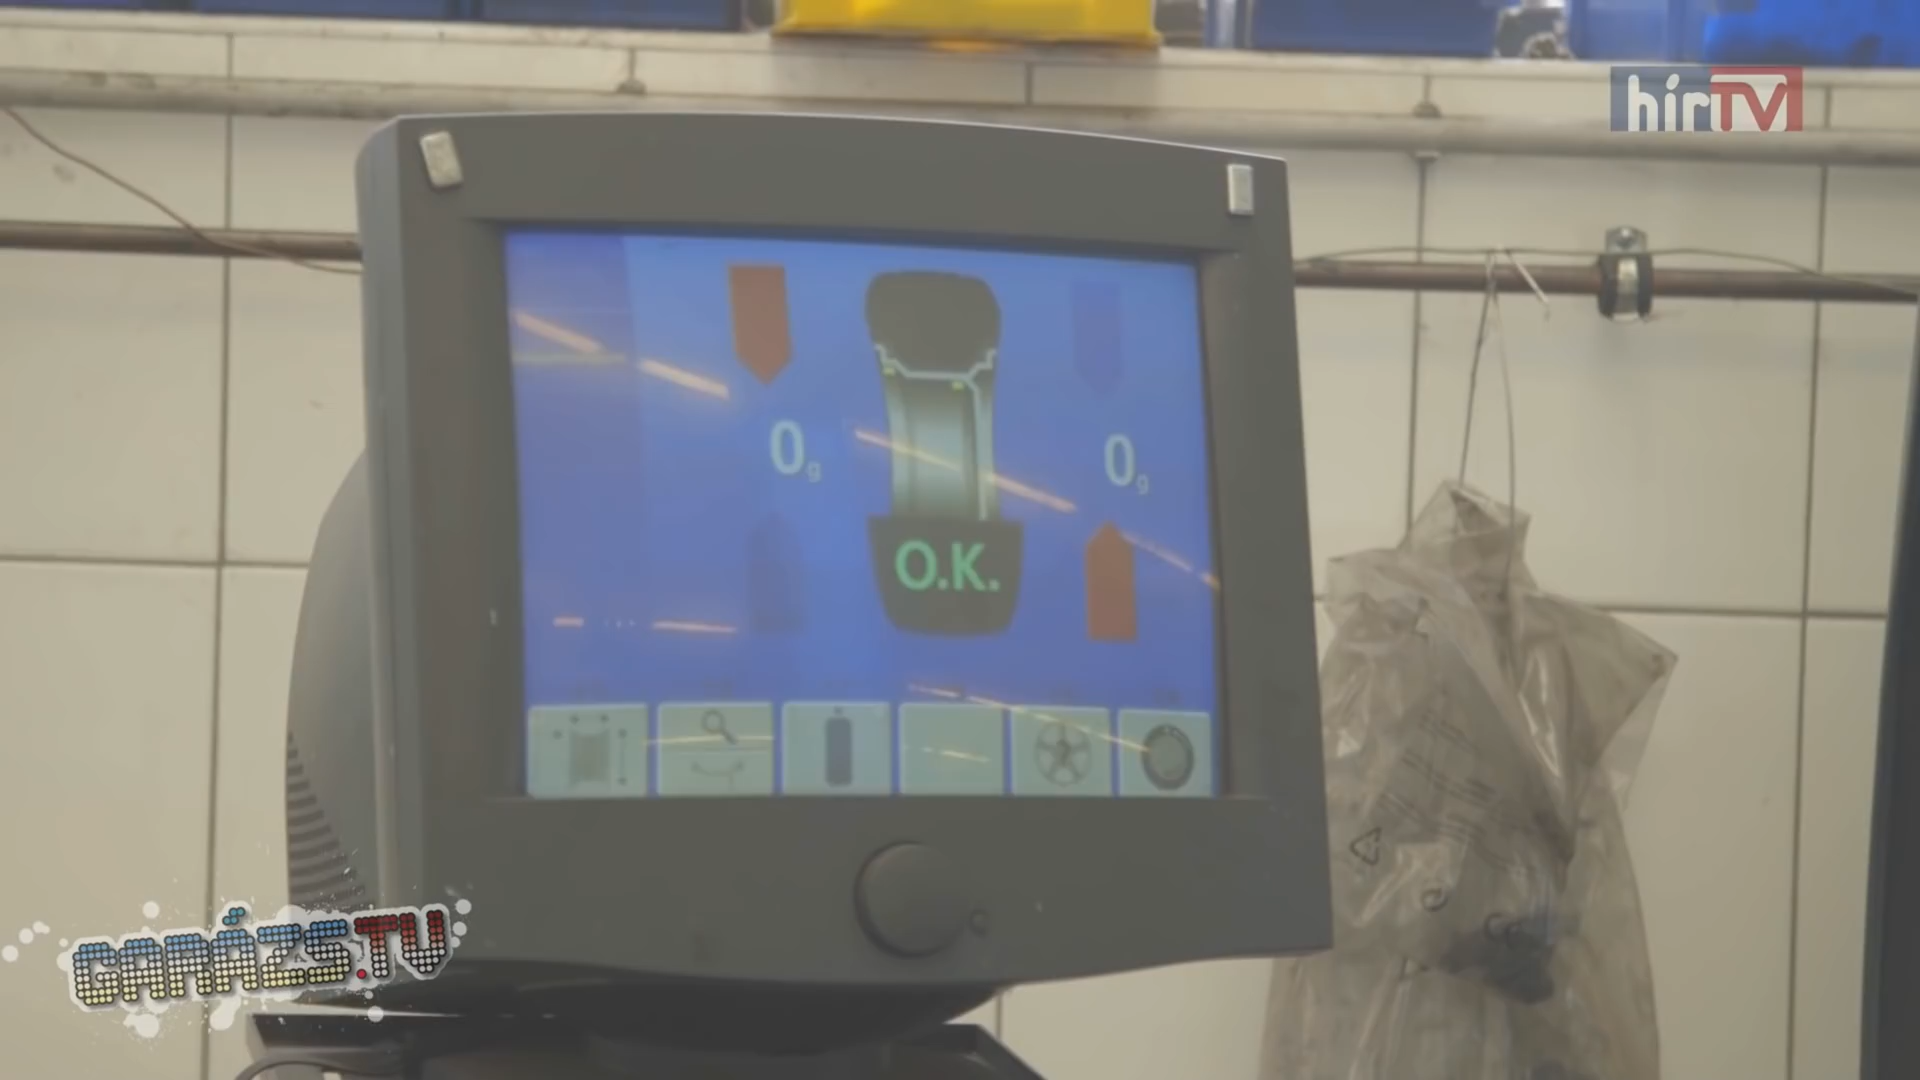 hírTV
0g
0g
O.K.
GARÁZS.TV